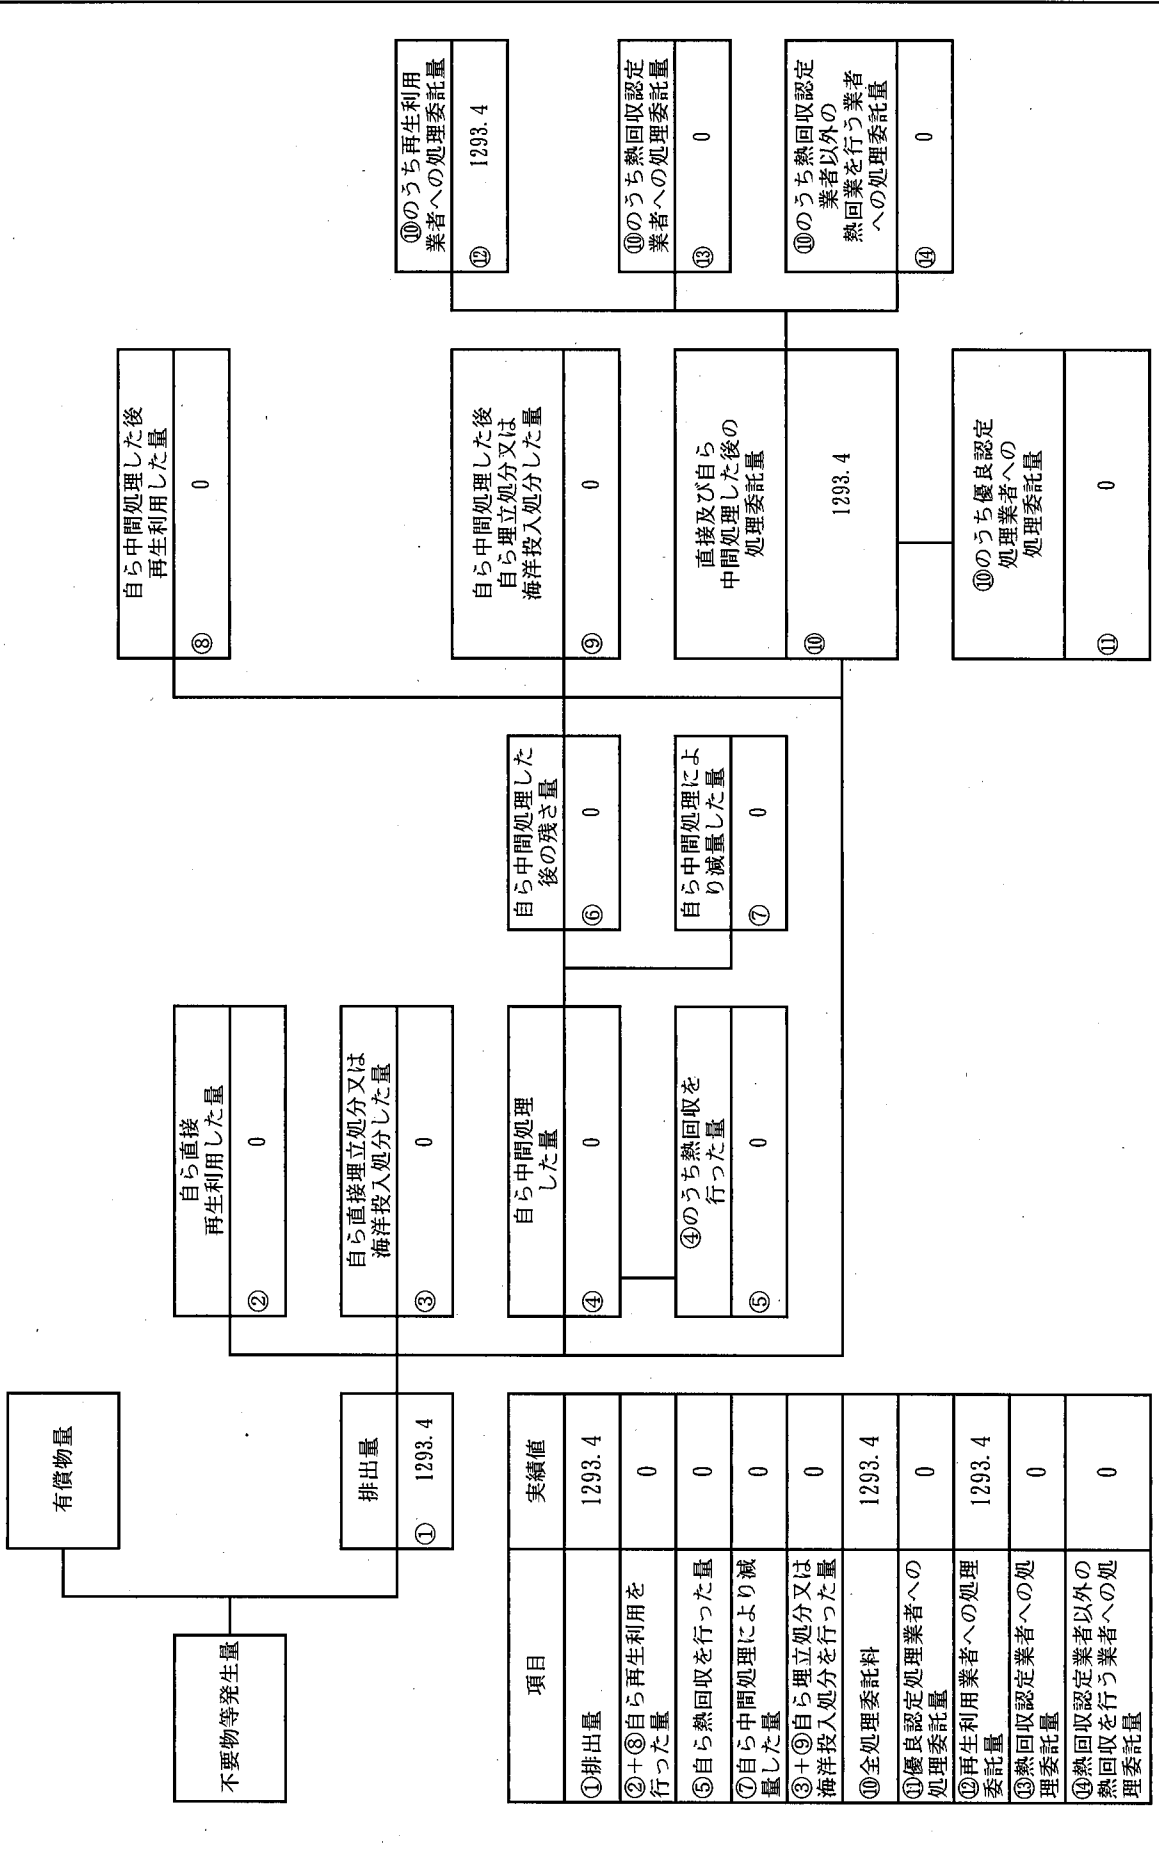 有償物量
不要物等発生量
排出量
① 1293.4
自ら直接
再生利用した量
② 0
自ら直接埋立処分又は
海洋投入処分した量
③ 0
自ら中間処理
した量
④ 0
④のうち熱回収を
行った量
⑤ 0
自ら中間処理した
後の残さ量
⑥ 0
自ら中間処理によ
り減量した量
⑦ 0
自ら中間処理した後
再生利用した量
⑧ 0
自ら中間処理した後
自ら埋立処分又は
海洋投入処分した量
⑨ 0
直接及び自ら
中間処理した後の
処理委託量
⑩ 1293.4
⑩のうち優良認定
処理業者への
処理委託量
⑪ 0
⑩のうち再生利用
業者への処理委託量
⑫ 1293.4
⑩のうち熱回収認定
業者への処理委託量
⑬ 0
⑩のうち熱回収認定
業者以外の
熱回業を行う業者
への処理委託量
⑭ 0
項目 実績値
①排出量 1293.4
②+⑧自ら再生利用を
行った量 0
⑤自ら熱回収を行った量 0
⑦自ら中間処理により減
量した量 0
③+⑨自ら埋立処分又は
海洋投入処分を行った量 0
⑩全処理委託料 1293.4
⑪優良認定処理業者への
処理委託量 0
⑫再生利用業者への処理
委託量 1293.4
⑬熱回収認定業者への処
理委託量 0
⑭熱回収認定業者以外の
熱回収を行う業者への処
理委託量 0